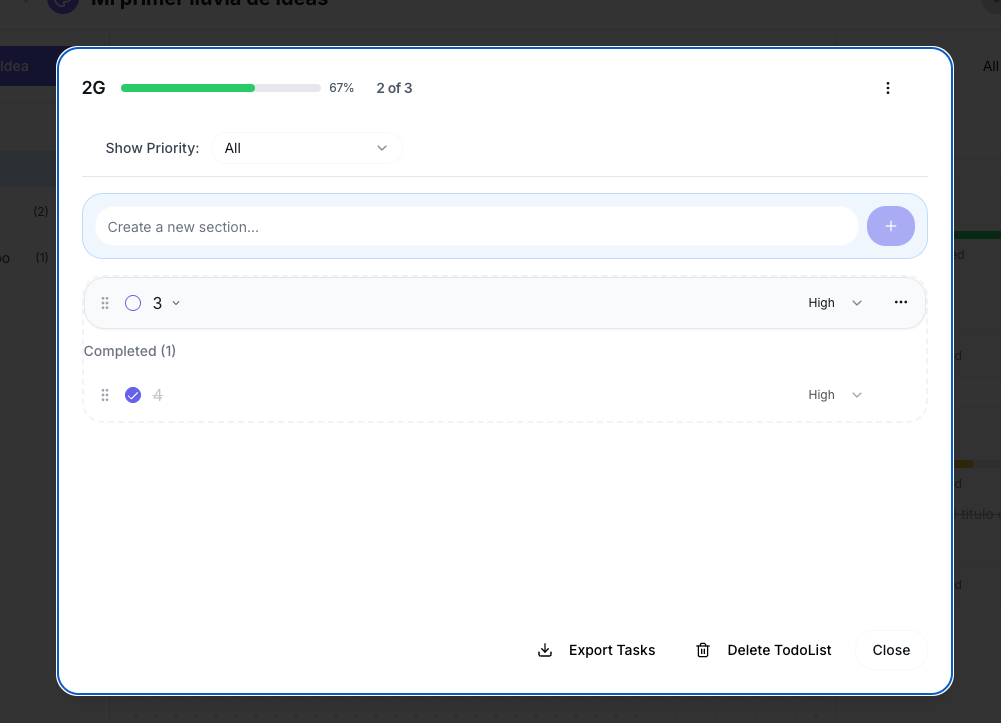 Mi primer lluvia de ideas
Idea
All
2G 67% 2 of 3
Show Priority: All
(2)
Create a new section...
(1)
3 High
Completed (1)
4 High
titulo
Export Tasks Delete TodoList Close